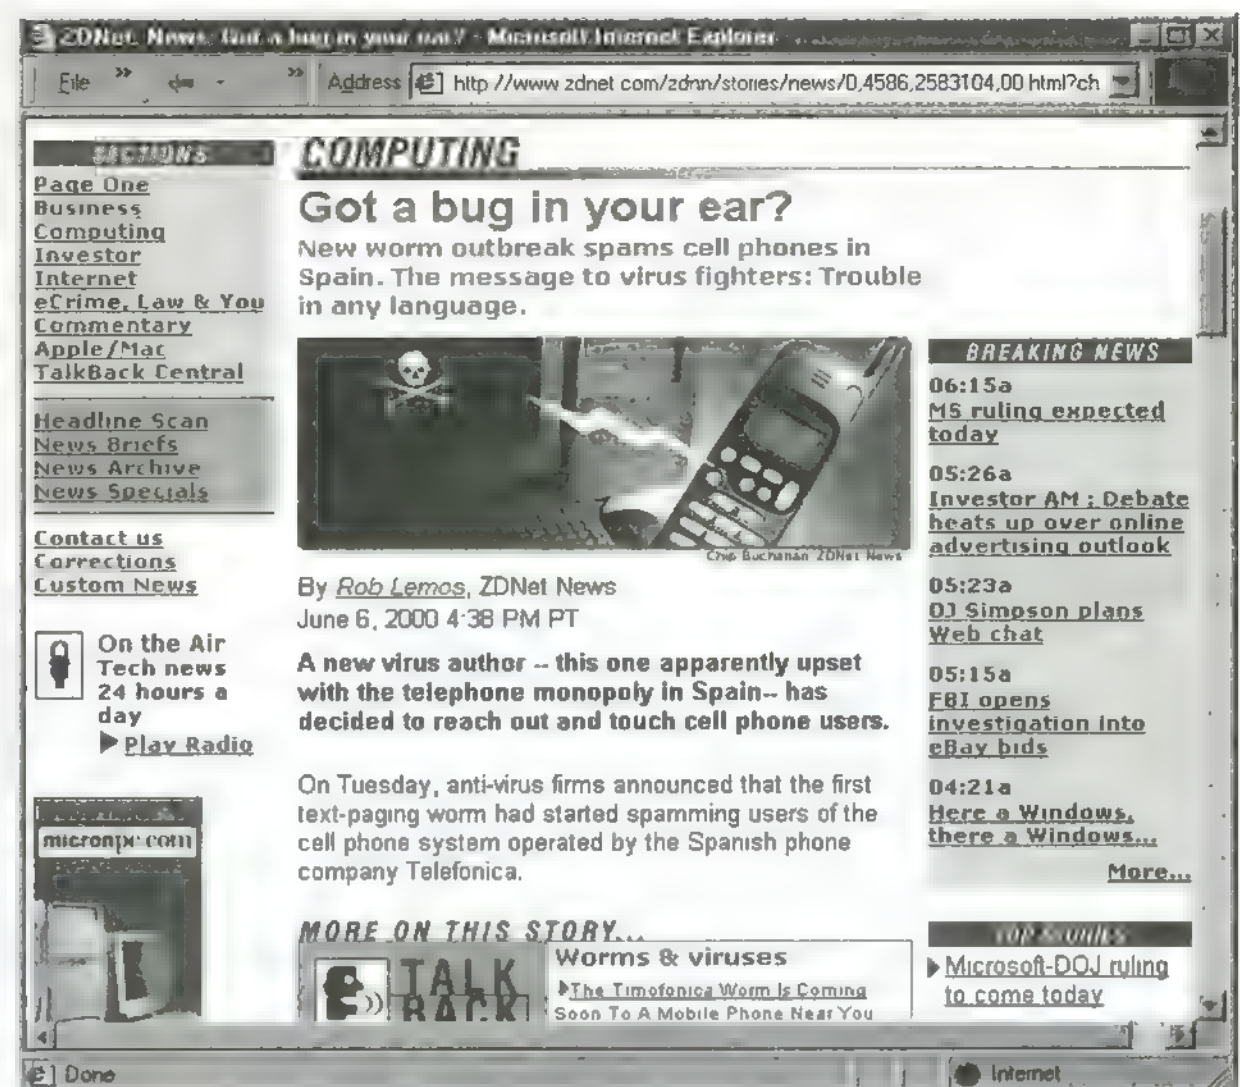 ZDNet News: Got a bug in your ear? - Microsoft Internet Explorer
File » » Address http //www zdnet com/zdnn/stories/news/0,4586,2583104,00 html?ch
SECTIONS
Page One
Business
Computing
Investor
Internet
eCrime, Law & You
Commentary
Apple/Mac
TalkBack Central
Headline Scan
News Briefs
News Archive
News Specials
Contact us
Corrections
Custom News
On the Air
Tech news
24 hours a
day
Play Radio
COMPUTING
Got a bug in your ear?
New worm outbreak spams cell phones in
Spain. The message to virus fighters: Trouble
in any language.
Chip Buchanan ZDNet News
By Rob Lemos, ZDNet News
June 6, 2000 4:38 PM PT
A new virus author -- this one apparently upset
with the telephone monopoly in Spain-- has
decided to reach out and touch cell phone users.
On Tuesday, anti-virus firms announced that the first
text-paging worm had started spamming users of the
cell phone system operated by the Spanish phone
company Telefonica.
MORE ON THIS STORY...
TALK
BACK
Worms & viruses
The Timofonica Worm Is Coming
Soon To A Mobile Phone Near You
BREAKING NEWS
06:15a
MS ruling expected
today
05:26a
Investor AM : Debate
heats up over online
advertising outlook
05:23a
OJ Simpson plans
Web chat
05:15a
FBI opens
investigation into
eBay bids
04:21a
Here a Windows,
there a Windows...
More...
TOP STORIES
Microsoft-DOJ ruling
to come today
Done
Internet